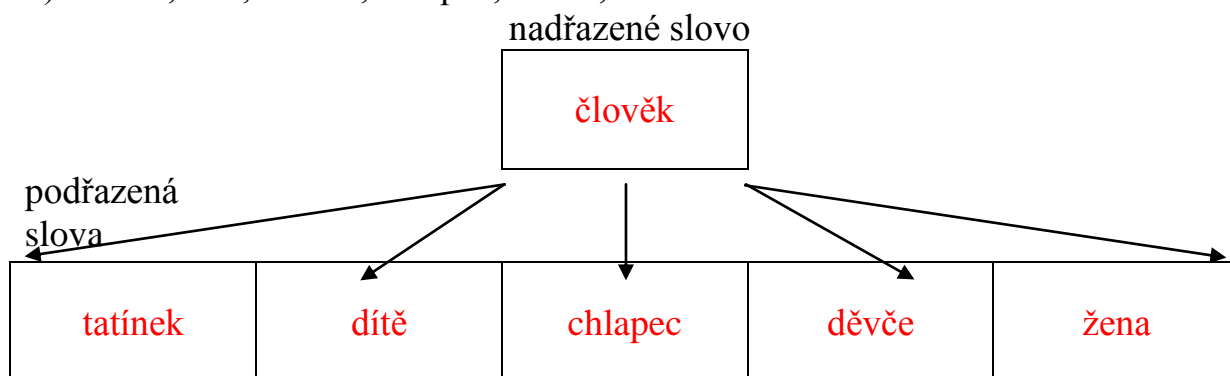 nadřazené slovo
člověk
podřazená
slova
tatínek dítě chlapec děvče žena